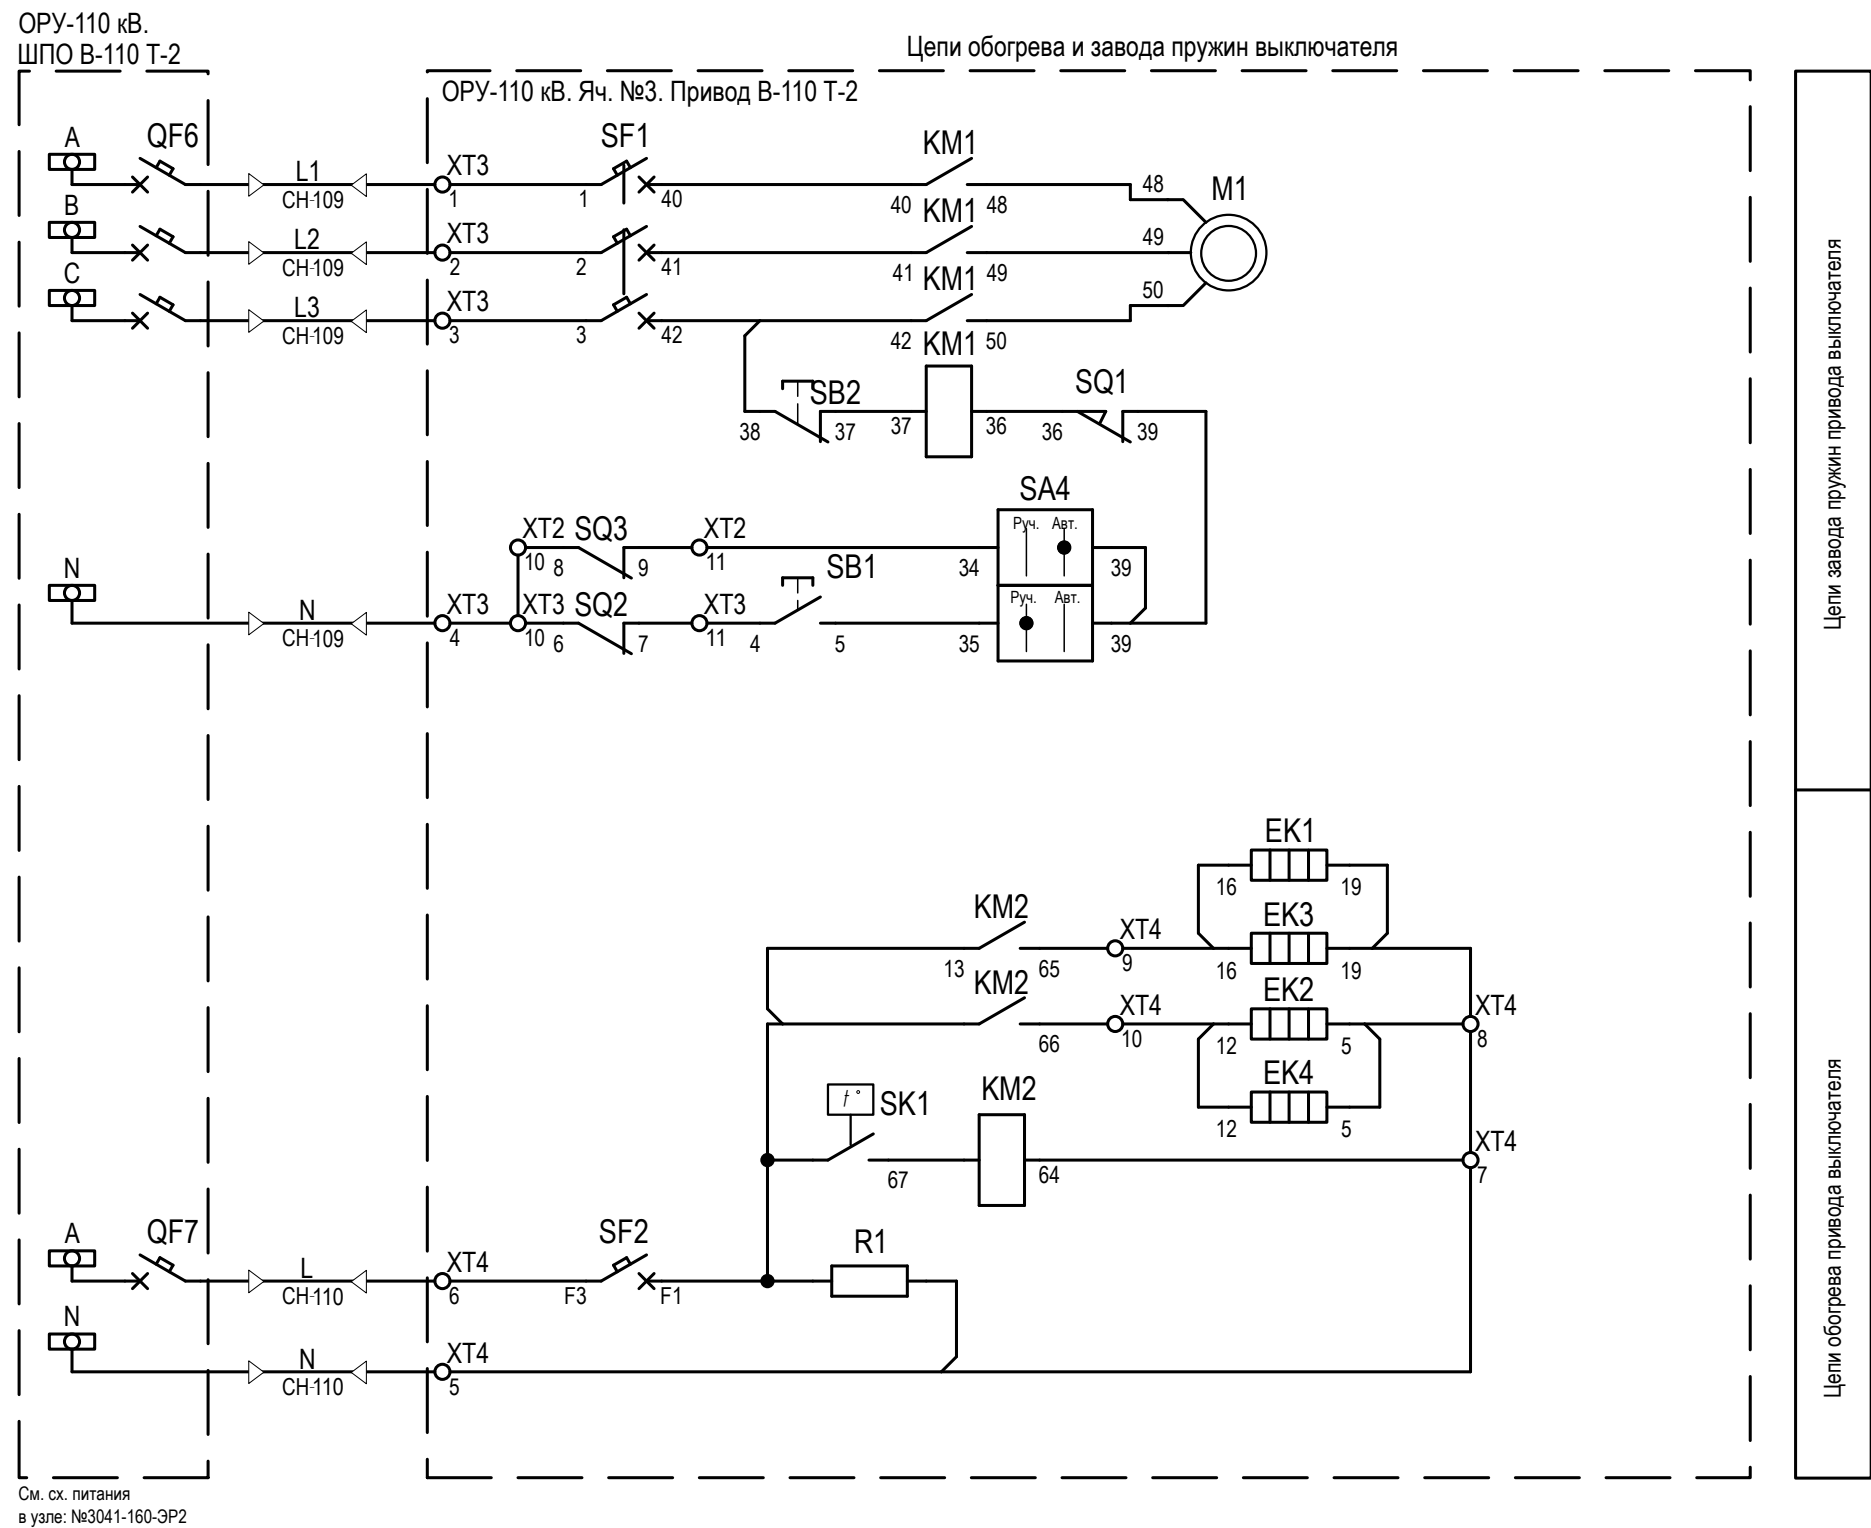 ОРУ-110 кВ.
ШПО В-110 Т-2
Цепи обогрева и завода пружин выключателя
ОРУ-110 кВ. Яч. №3. Привод В-110 Т-2
A
QF6
L1
СН-109
XT3
1
SF1
1
40
KM1
40
48
48
M1
B
L2
СН-109
XT3
2
2
41
KM1
41
49
49
C
L3
СН-109
XT3
3
3
42
KM1
42
50
50
SB2
38
37
KM1
37
36
SQ1
36
39
SA4
Руч.
Авт.
XT2
10
SQ3
8
9
XT2
11
34
39
N
N
СН-109
XT3
4
XT3
10
SQ2
6
7
XT3
11
SB1
4
5
Руч.
Авт.
35
39
EK1
16
19
KM2
13
65
XT4
9
EK3
16
19
KM2
66
XT4
10
EK2
12
5
XT4
8
EK4
12
5
t°
SK1
67
KM2
64
XT4
7
A
QF7
L
СН-110
XT4
6
SF2
F3
F1
R1
N
N
СН-110
XT4
5
Цепи завода пружин привода выключателя
Цепи обогрева привода выключателя
См. сх. питания
в узле: №3041-160-ЭР2